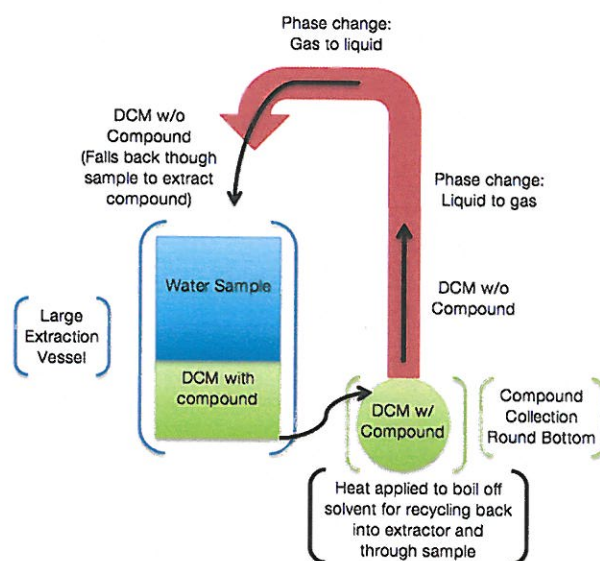 Phase change:
Gas to liquid
DCM w/o
Compound
(Falls back though
sample to extract
compound)
Phase change:
Liquid to gas
DCM w/o
Compound
Large
Extraction
Vessel
Water Sample
DCM with
compound
DCM w/
Compound
Compound
Collection
Round Bottom
Heat applied to boil off
solvent for recycling back
into extractor and
through sample